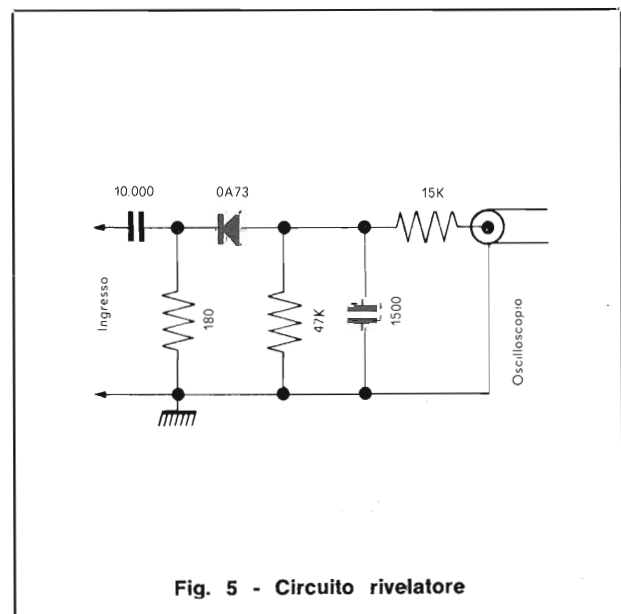 10.000
0A73
15K
Ingresso
180
47K
1500
Oscilloscopio
Fig. 5 - Circuito rivelatore